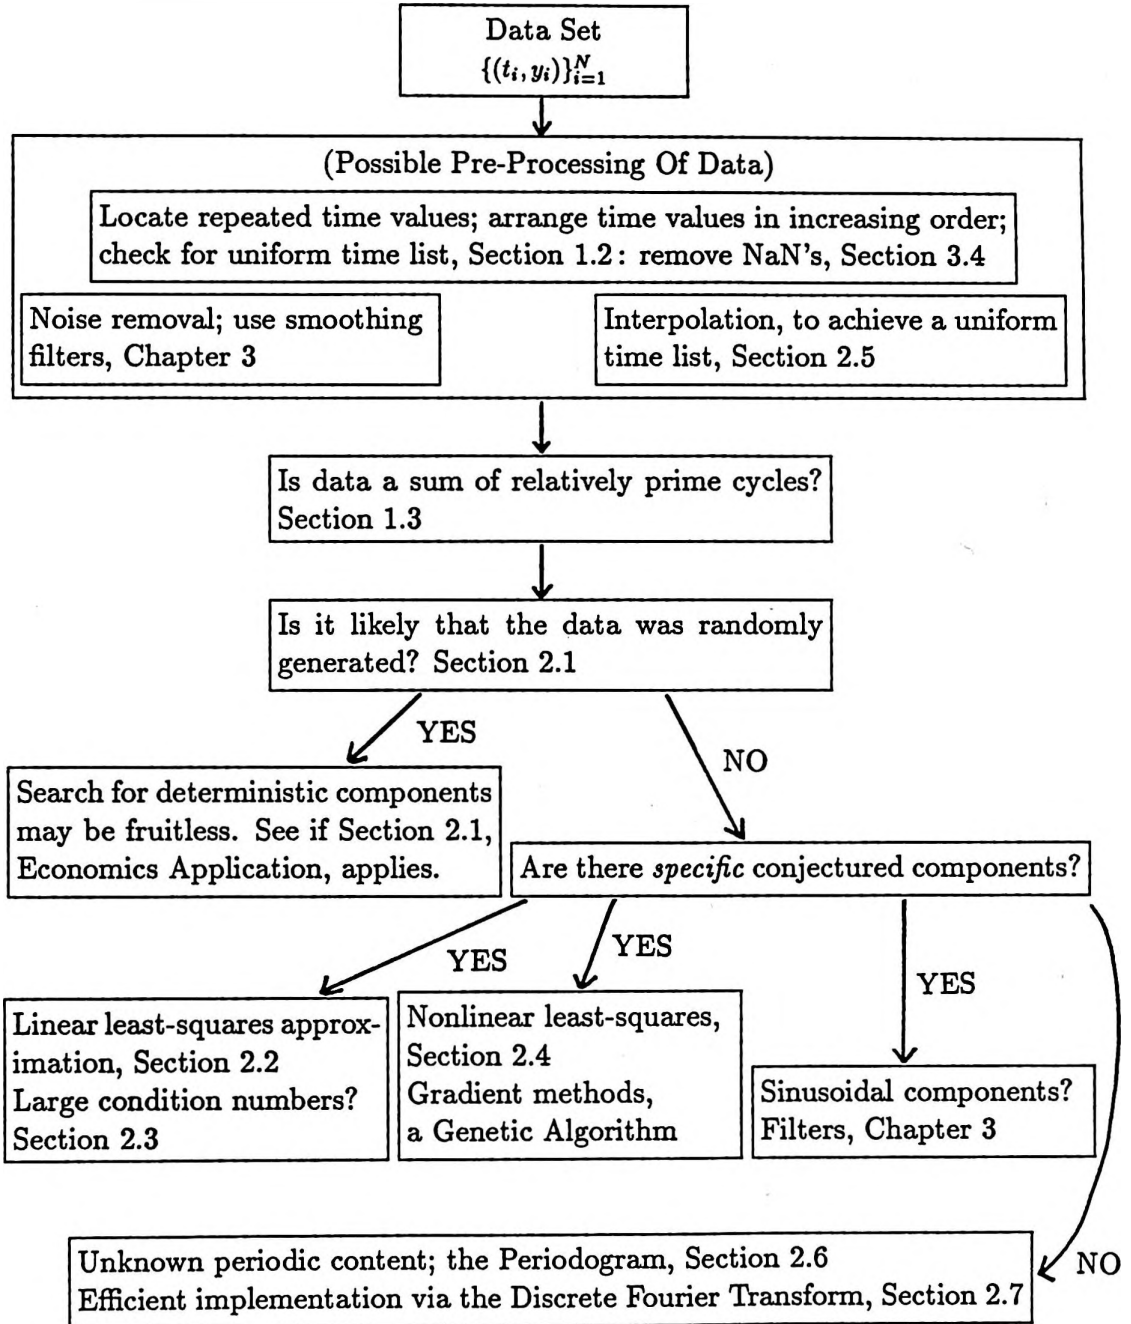 Data Set
{(t_i, y_i)}_{i=1}^N
(Possible Pre-Processing Of Data)
Locate repeated time values; arrange time values in increasing order;
check for uniform time list, Section 1.2 : remove NaN's, Section 3.4
Noise removal; use smoothing
filters, Chapter 3
Interpolation, to achieve a uniform
time list, Section 2.5
Is data a sum of relatively prime cycles?
Section 1.3
Is it likely that the data was randomly
generated? Section 2.1
YES
NO
Search for deterministic components
may be fruitless. See if Section 2.1,
Economics Application, applies.
Are there specific conjectured components?
YES
YES
YES
Linear least-squares approx-
imation, Section 2.2
Large condition numbers?
Section 2.3
Nonlinear least-squares,
Section 2.4
Gradient methods,
a Genetic Algorithm
Sinusoidal components?
Filters, Chapter 3
NO
Unknown periodic content; the Periodogram, Section 2.6
Efficient implementation via the Discrete Fourier Transform, Section 2.7